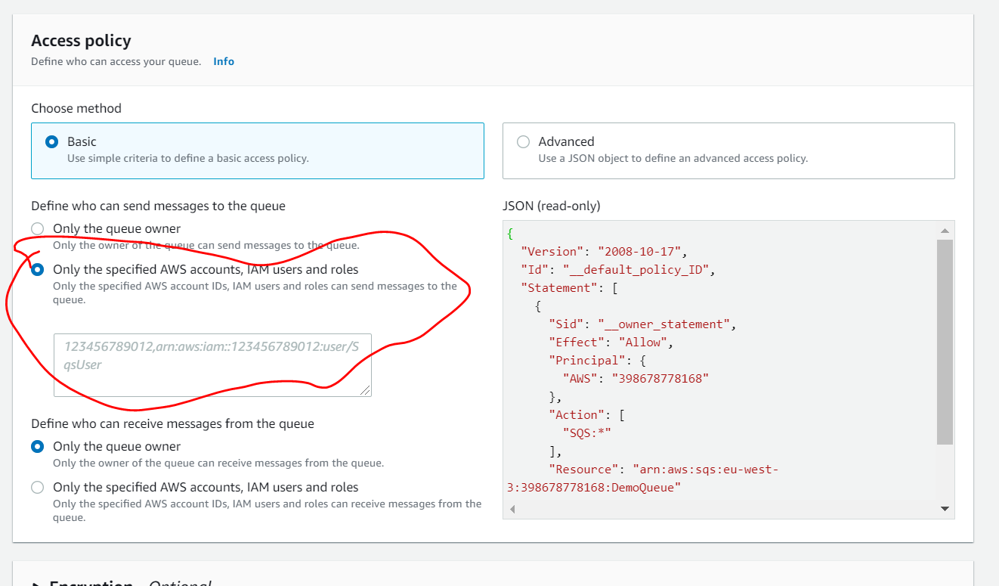 Access policy
Define who can access your queue. Info
Choose method
Basic
Use simple criteria to define a basic access policy.
Advanced
Use a JSON object to define an advanced access policy.
Define who can send messages to the queue
Only the queue owner
Only the owner of the queue can send messages to the queue.
Only the specified AWS accounts, IAM users and roles
Only the specified AWS account IDs, IAM users and roles can send messages to the
queue.
123456789012,arn:aws:iam::123456789012:user/S
qsUser
Define who can receive messages from the queue
Only the queue owner
Only the owner of the queue can receive messages from the queue.
Only the specified AWS accounts, IAM users and roles
Only the specified AWS account IDs, IAM users and roles can receive messages from the
queue.
JSON (read-only)
{
"Version": "2008-10-17",
"Id": "__default_policy_ID",
"Statement": [
{
"Sid": "__owner_statement",
"Effect": "Allow",
"Principal": {
"AWS": "398678778168"
},
"Action": [
"SQS:*"
],
"Resource": "arn:aws:sqs:eu-west-
3:398678778168:DemoQueue"
Encryption - Optional